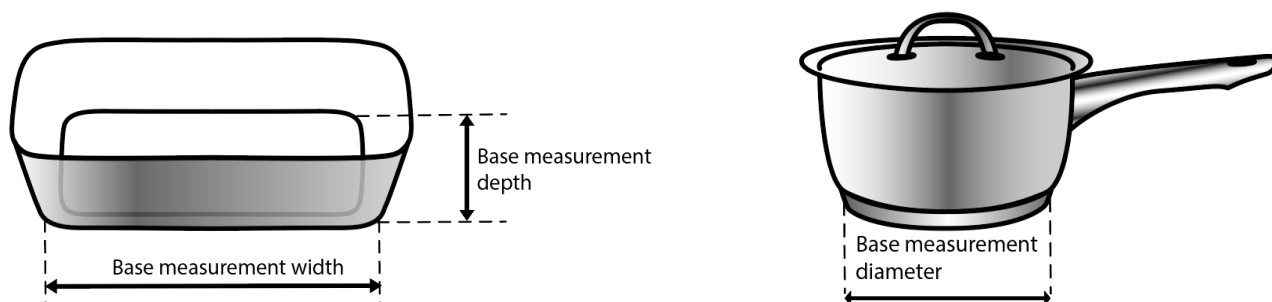 Base measurement
depth
Base measurement width
Base measurement
diameter